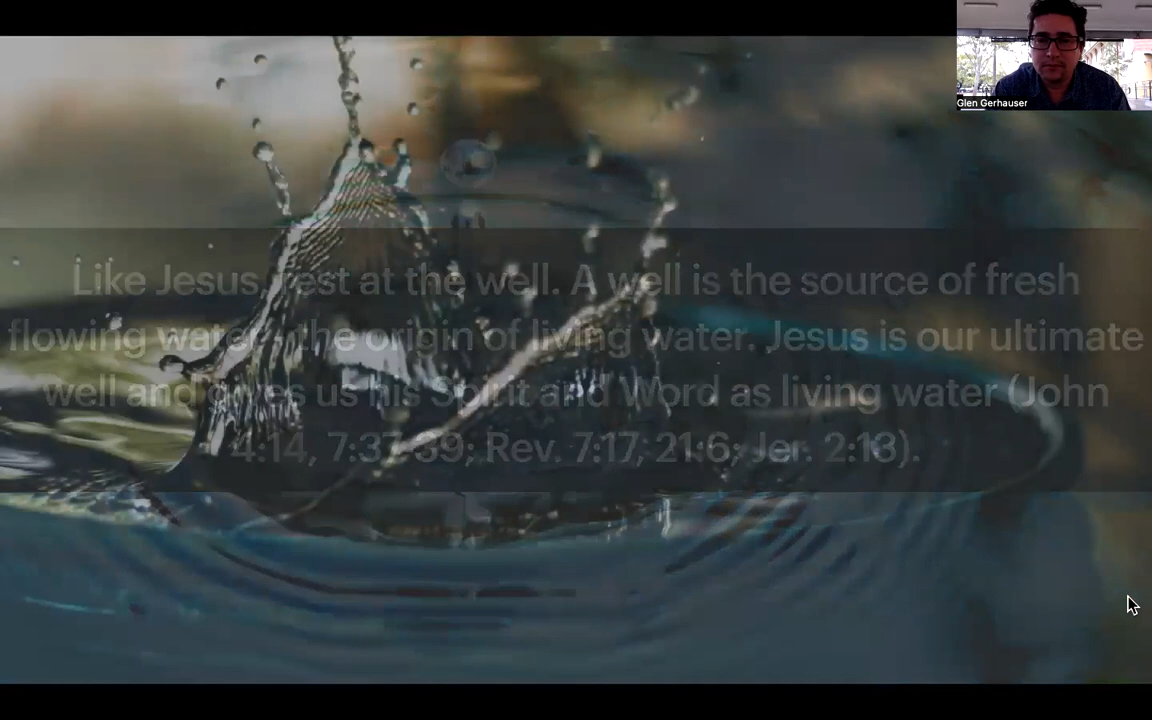 Glen Gerhauser
Like Jesus, rest at the well. A well is the source of fresh
flowing water, the origin of living water. Jesus is our ultimate
well and gives us his Spirit and Word as living water (John
4:14, 7:37-39; Rev. 7:17, 21:6; Jer. 2:13).